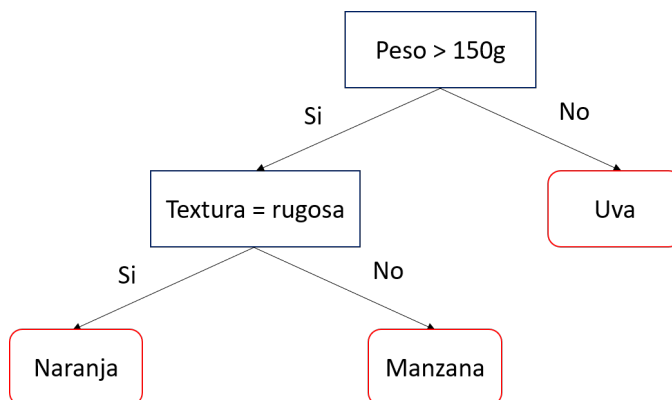 Peso > 150g
Si
No
Textura = rugosa
Uva
Si
No
Naranja
Manzana